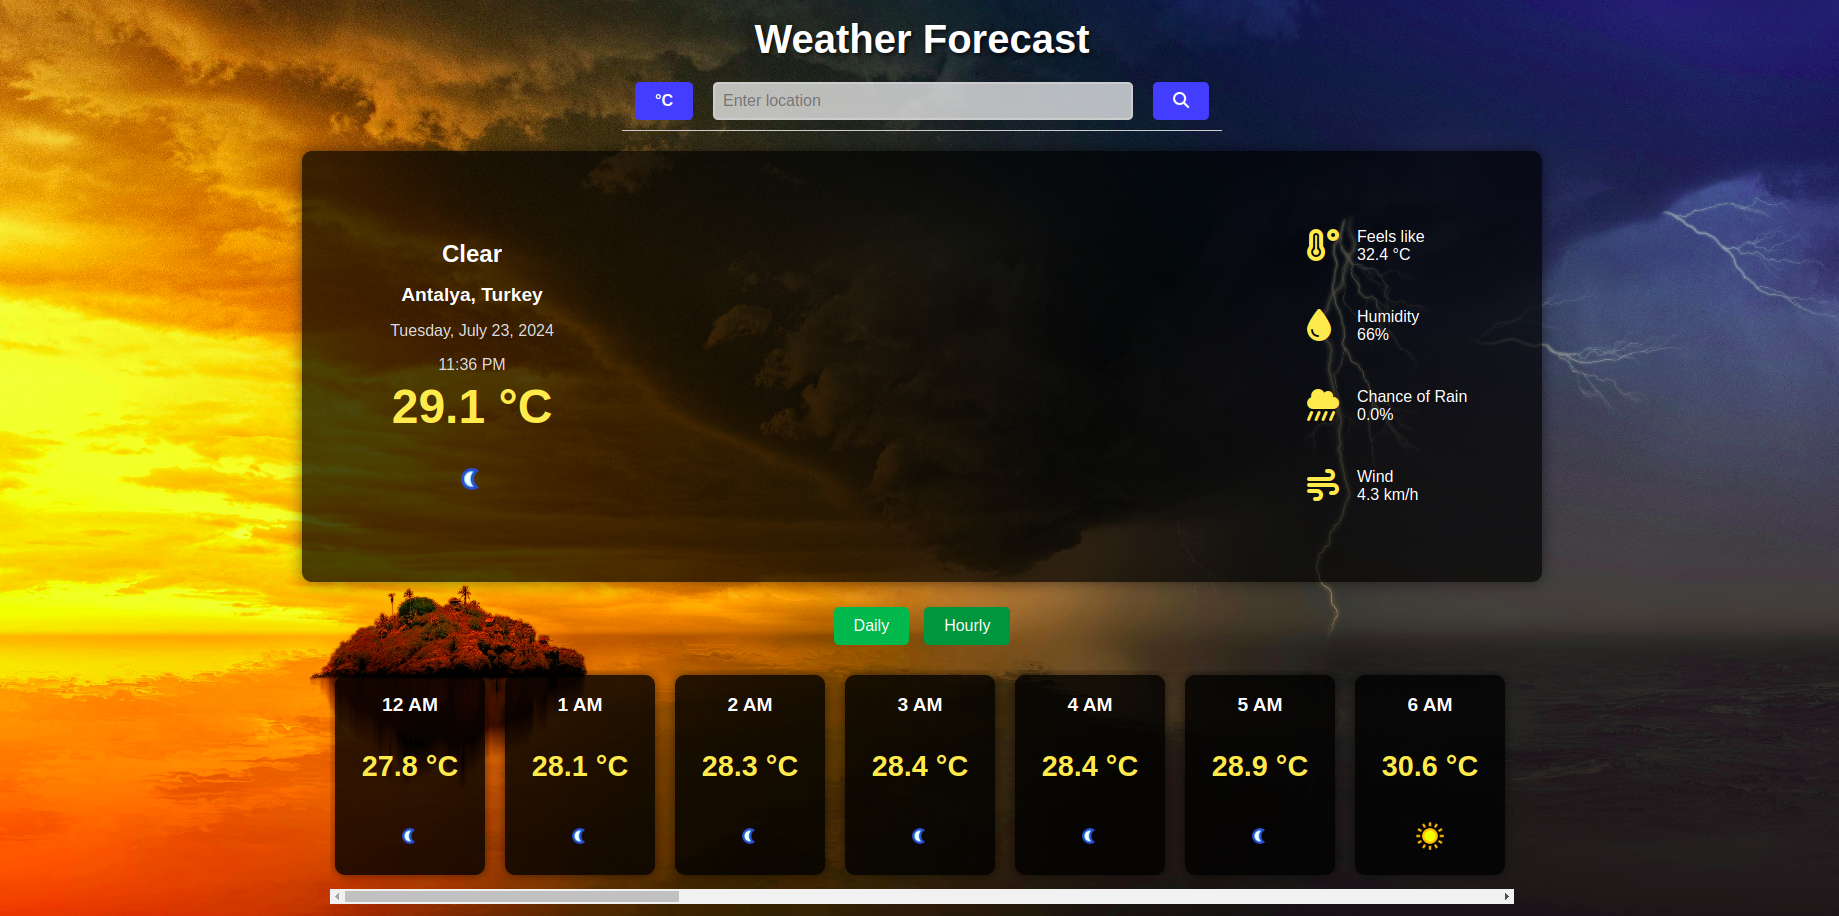 Weather Forecast
°C
Enter location
Clear
Antalya, Turkey
Tuesday, July 23, 2024
11:36 PM
29.1 °C
Feels like
32.4 °C
Humidity
66%
Chance of Rain
0.0%
Wind
4.3 km/h
Daily
Hourly
12 AM
27.8 °C
1 AM
28.1 °C
2 AM
28.3 °C
3 AM
28.4 °C
4 AM
28.4 °C
5 AM
28.9 °C
6 AM
30.6 °C